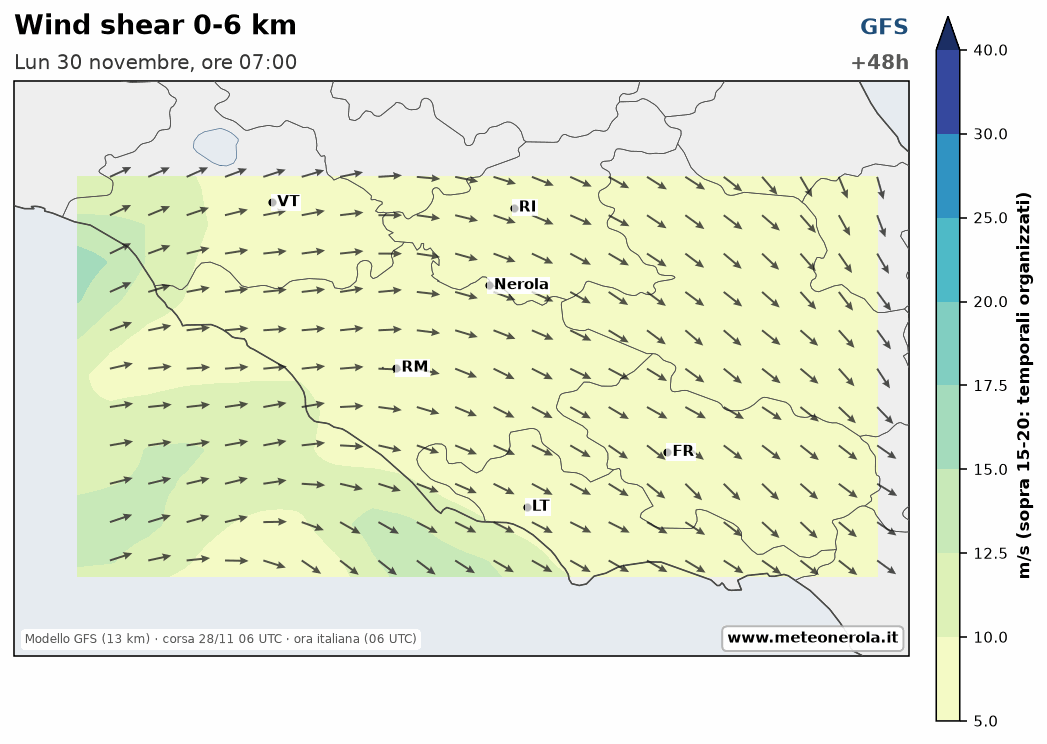 Wind shear 0-6 km
GFS
Lun 30 novembre, ore 07:00
+48h
VT
RI
Nerola
RM
FR
LT
40.0
30.0
25.0
20.0
17.5
15.0
12.5
10.0
5.0
m/s (sopra 15-20: temporali organizzati)
Modello GFS (13 km) · corsa 28/11 06 UTC · ora italiana (06 UTC)
www.meteonerola.it